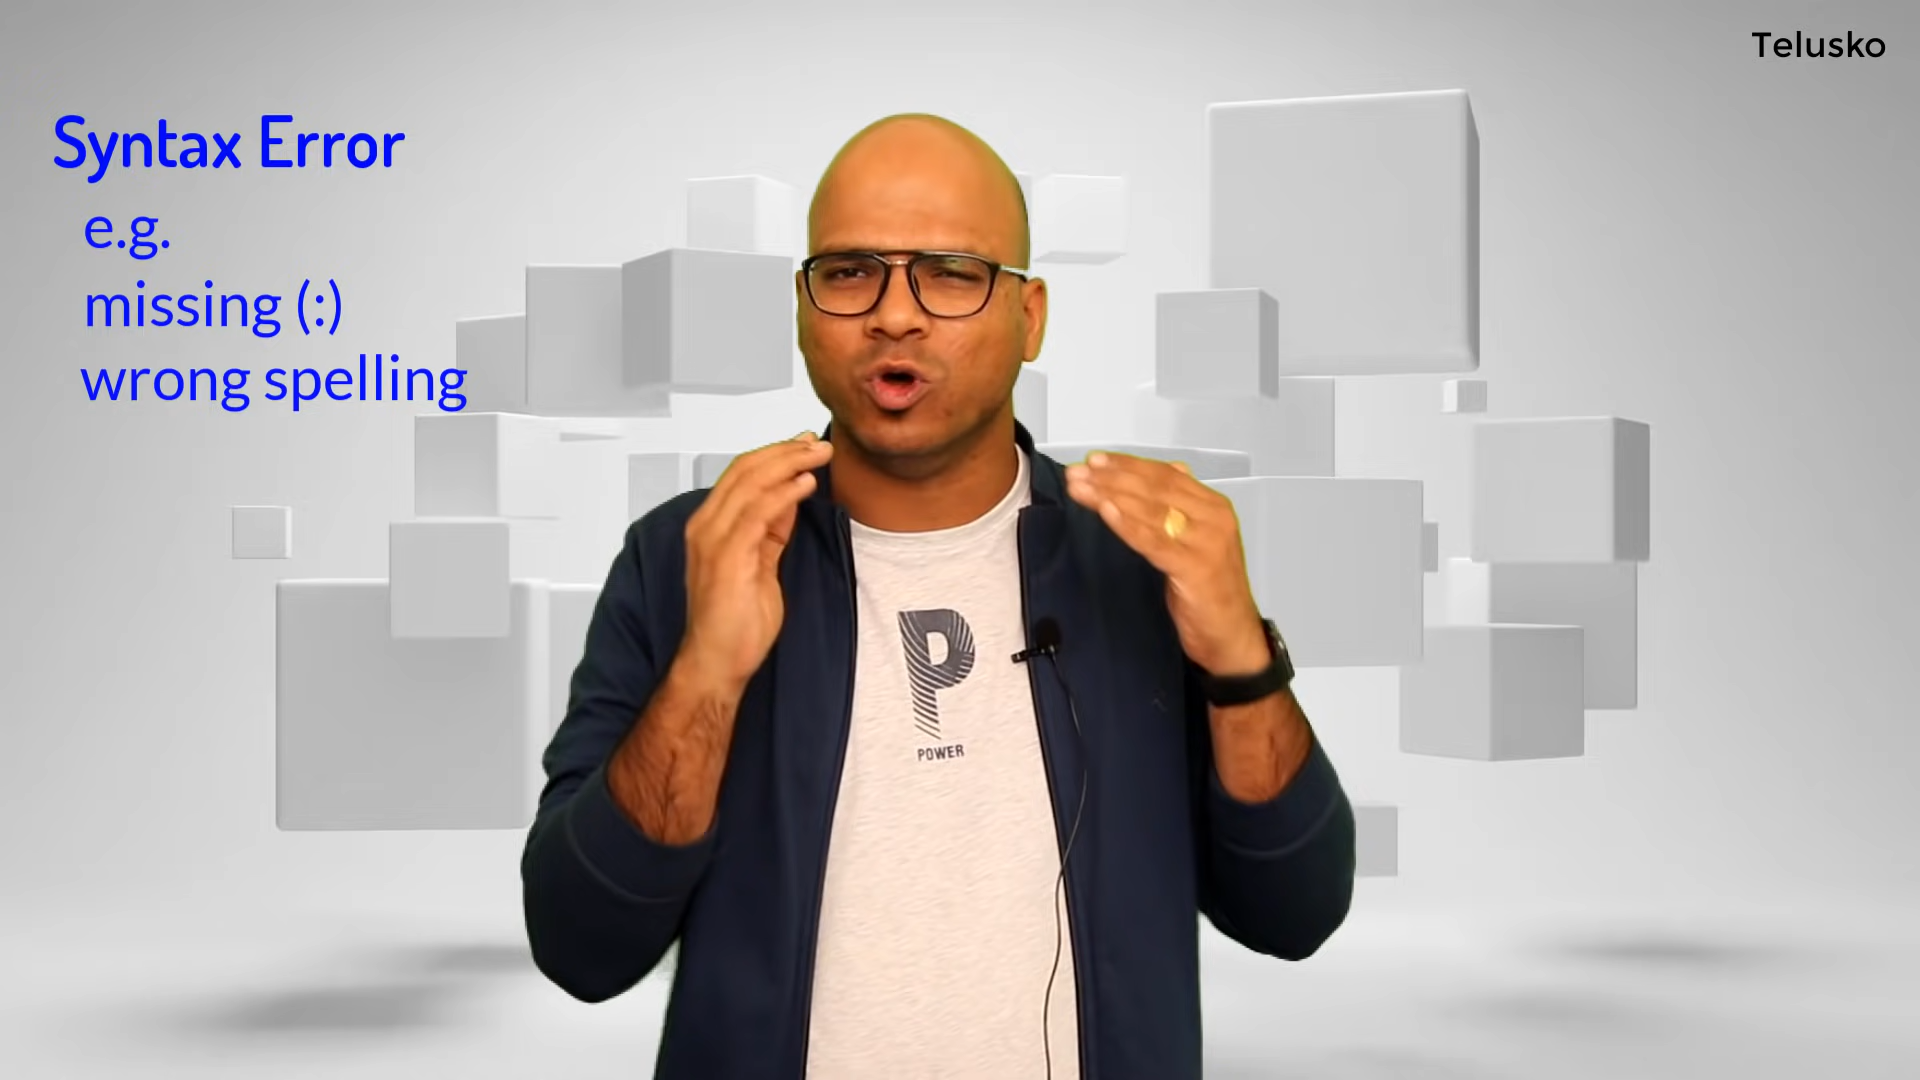 Telusko
Syntax Error
e.g.
missing (:)
wrong spelling
P
POWER